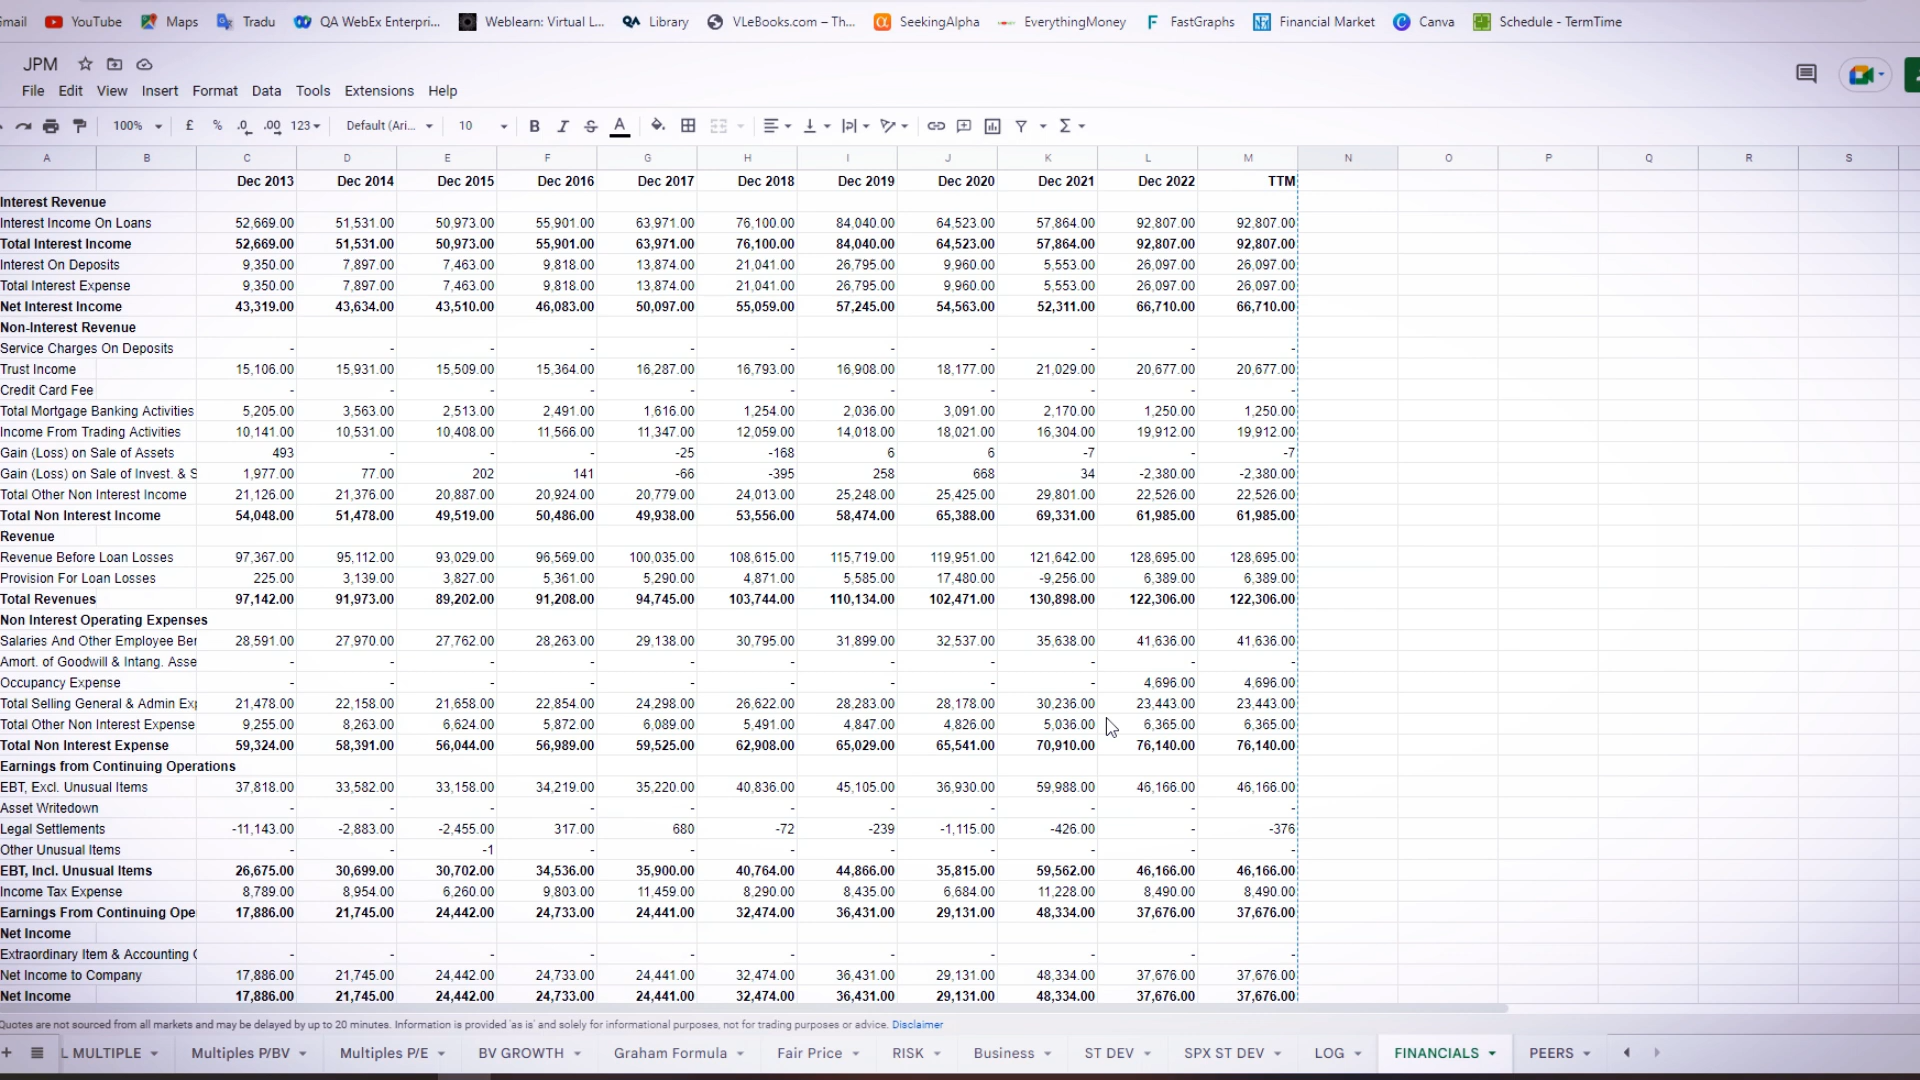 mail YouTube Maps Tradu QA WebEx Enterpri... Weblearn: Virtual L... QA Library VLeBooks.com – Th... SeekingAlpha EverythingMoney FastGraphs Financial Market Canva Schedule - TermTime
JPM
File Edit View Insert Format Data Tools Extensions Help
100% £ % .0 .00 123 Default (Ari... 10 B I S A
A B C D E F G H I J K L M N O P Q R S
Dec 2013 Dec 2014 Dec 2015 Dec 2016 Dec 2017 Dec 2018 Dec 2019 Dec 2020 Dec 2021 Dec 2022 TTM
Interest Revenue
Interest Income On Loans 52,669.00 51,531.00 50,973.00 55,901.00 63,971.00 76,100.00 84,040.00 64,523.00 57,864.00 92,807.00 92,807.00
Total Interest Income 52,669.00 51,531.00 50,973.00 55,901.00 63,971.00 76,100.00 84,040.00 64,523.00 57,864.00 92,807.00 92,807.00
Interest On Deposits 9,350.00 7,897.00 7,463.00 9,818.00 13,874.00 21,041.00 26,795.00 9,960.00 5,553.00 26,097.00 26,097.00
Total Interest Expense 9,350.00 7,897.00 7,463.00 9,818.00 13,874.00 21,041.00 26,795.00 9,960.00 5,553.00 26,097.00 26,097.00
Net Interest Income 43,319.00 43,634.00 43,510.00 46,083.00 50,097.00 55,059.00 57,245.00 54,563.00 52,311.00 66,710.00 66,710.00
Non-Interest Revenue
Service Charges On Deposits - - - - - - - - - - -
Trust Income 15,106.00 15,931.00 15,509.00 15,364.00 16,287.00 16,793.00 16,908.00 18,177.00 21,029.00 20,677.00 20,677.00
Credit Card Fee - - - - - - - - - - -
Total Mortgage Banking Activities 5,205.00 3,563.00 2,513.00 2,491.00 1,616.00 1,254.00 2,036.00 3,091.00 2,170.00 1,250.00 1,250.00
Income From Trading Activities 10,141.00 10,531.00 10,408.00 11,566.00 11,347.00 12,059.00 14,018.00 18,021.00 16,304.00 19,912.00 19,912.00
Gain (Loss) on Sale of Assets 493 - - - -25 -168 6 6 -7 - -7
Gain (Loss) on Sale of Invest. & S 1,977.00 77.00 202 141 -66 -395 258 668 34 -2,380.00 -2,380.00
Total Other Non Interest Income 21,126.00 21,376.00 20,887.00 20,924.00 20,779.00 24,013.00 25,248.00 25,425.00 29,801.00 22,526.00 22,526.00
Total Non Interest Income 54,048.00 51,478.00 49,519.00 50,486.00 49,938.00 53,556.00 58,474.00 65,388.00 69,331.00 61,985.00 61,985.00
Revenue
Revenue Before Loan Losses 97,367.00 95,112.00 93,029.00 96,569.00 100,035.00 108,615.00 115,719.00 119,951.00 121,642.00 128,695.00 128,695.00
Provision For Loan Losses 225.00 3,139.00 3,827.00 5,361.00 5,290.00 4,871.00 5,585.00 17,480.00 -9,256.00 6,389.00 6,389.00
Total Revenues 97,142.00 91,973.00 89,202.00 91,208.00 94,745.00 103,744.00 110,134.00 102,471.00 130,898.00 122,306.00 122,306.00
Non Interest Operating Expenses
Salaries And Other Employee Ber 28,591.00 27,970.00 27,762.00 28,263.00 29,138.00 30,795.00 31,899.00 32,537.00 35,638.00 41,636.00 41,636.00
Amort. of Goodwill & Intang. Asse - - - - - - - - - - -
Occupancy Expense - - - - - - - - - 4,696.00 4,696.00
Total Selling General & Admin Exp 21,478.00 22,158.00 21,658.00 22,854.00 24,298.00 26,622.00 28,283.00 28,178.00 30,236.00 23,443.00 23,443.00
Total Other Non Interest Expense 9,255.00 8,263.00 6,624.00 5,872.00 6,089.00 5,491.00 4,847.00 4,826.00 5,036.00 6,365.00 6,365.00
Total Non Interest Expense 59,324.00 58,391.00 56,044.00 56,989.00 59,525.00 62,908.00 65,029.00 65,541.00 70,910.00 76,140.00 76,140.00
Earnings from Continuing Operations
EBT, Excl. Unusual Items 37,818.00 33,582.00 33,158.00 34,219.00 35,220.00 40,836.00 45,105.00 36,930.00 59,988.00 46,166.00 46,166.00
Asset Writedown - - - - - - - - - - -
Legal Settlements -11,143.00 -2,883.00 -2,455.00 317.00 680 -72 -239 -1,115.00 -426.00 - -376
Other Unusual Items - - -1 - - - - - - - -
EBT, Incl. Unusual Items 26,675.00 30,699.00 30,702.00 34,536.00 35,900.00 40,764.00 44,866.00 35,815.00 59,562.00 46,166.00 46,166.00
Income Tax Expense 8,789.00 8,954.00 6,260.00 9,803.00 11,459.00 8,290.00 8,435.00 6,684.00 11,228.00 8,490.00 8,490.00
Earnings From Continuing Ope 17,886.00 21,745.00 24,442.00 24,733.00 24,441.00 32,474.00 36,431.00 29,131.00 48,334.00 37,676.00 37,676.00
Net Income
Extraordinary Item & Accounting C - - - - - - - - - - -
Net Income to Company 17,886.00 21,745.00 24,442.00 24,733.00 24,441.00 32,474.00 36,431.00 29,131.00 48,334.00 37,676.00 37,676.00
Net Income 17,886.00 21,745.00 24,442.00 24,733.00 24,441.00 32,474.00 36,431.00 29,131.00 48,334.00 37,676.00 37,676.00
Quotes are not sourced from all markets and may be delayed by up to 20 minutes. Information is provided 'as is' and solely for informational purposes, not for trading purposes or advice. Disclaimer
L MULTIPLE Multiples P/BV Multiples P/E BV GROWTH Graham Formula Fair Price RISK Business ST DEV SPX ST DEV LOG FINANCIALS PEERS